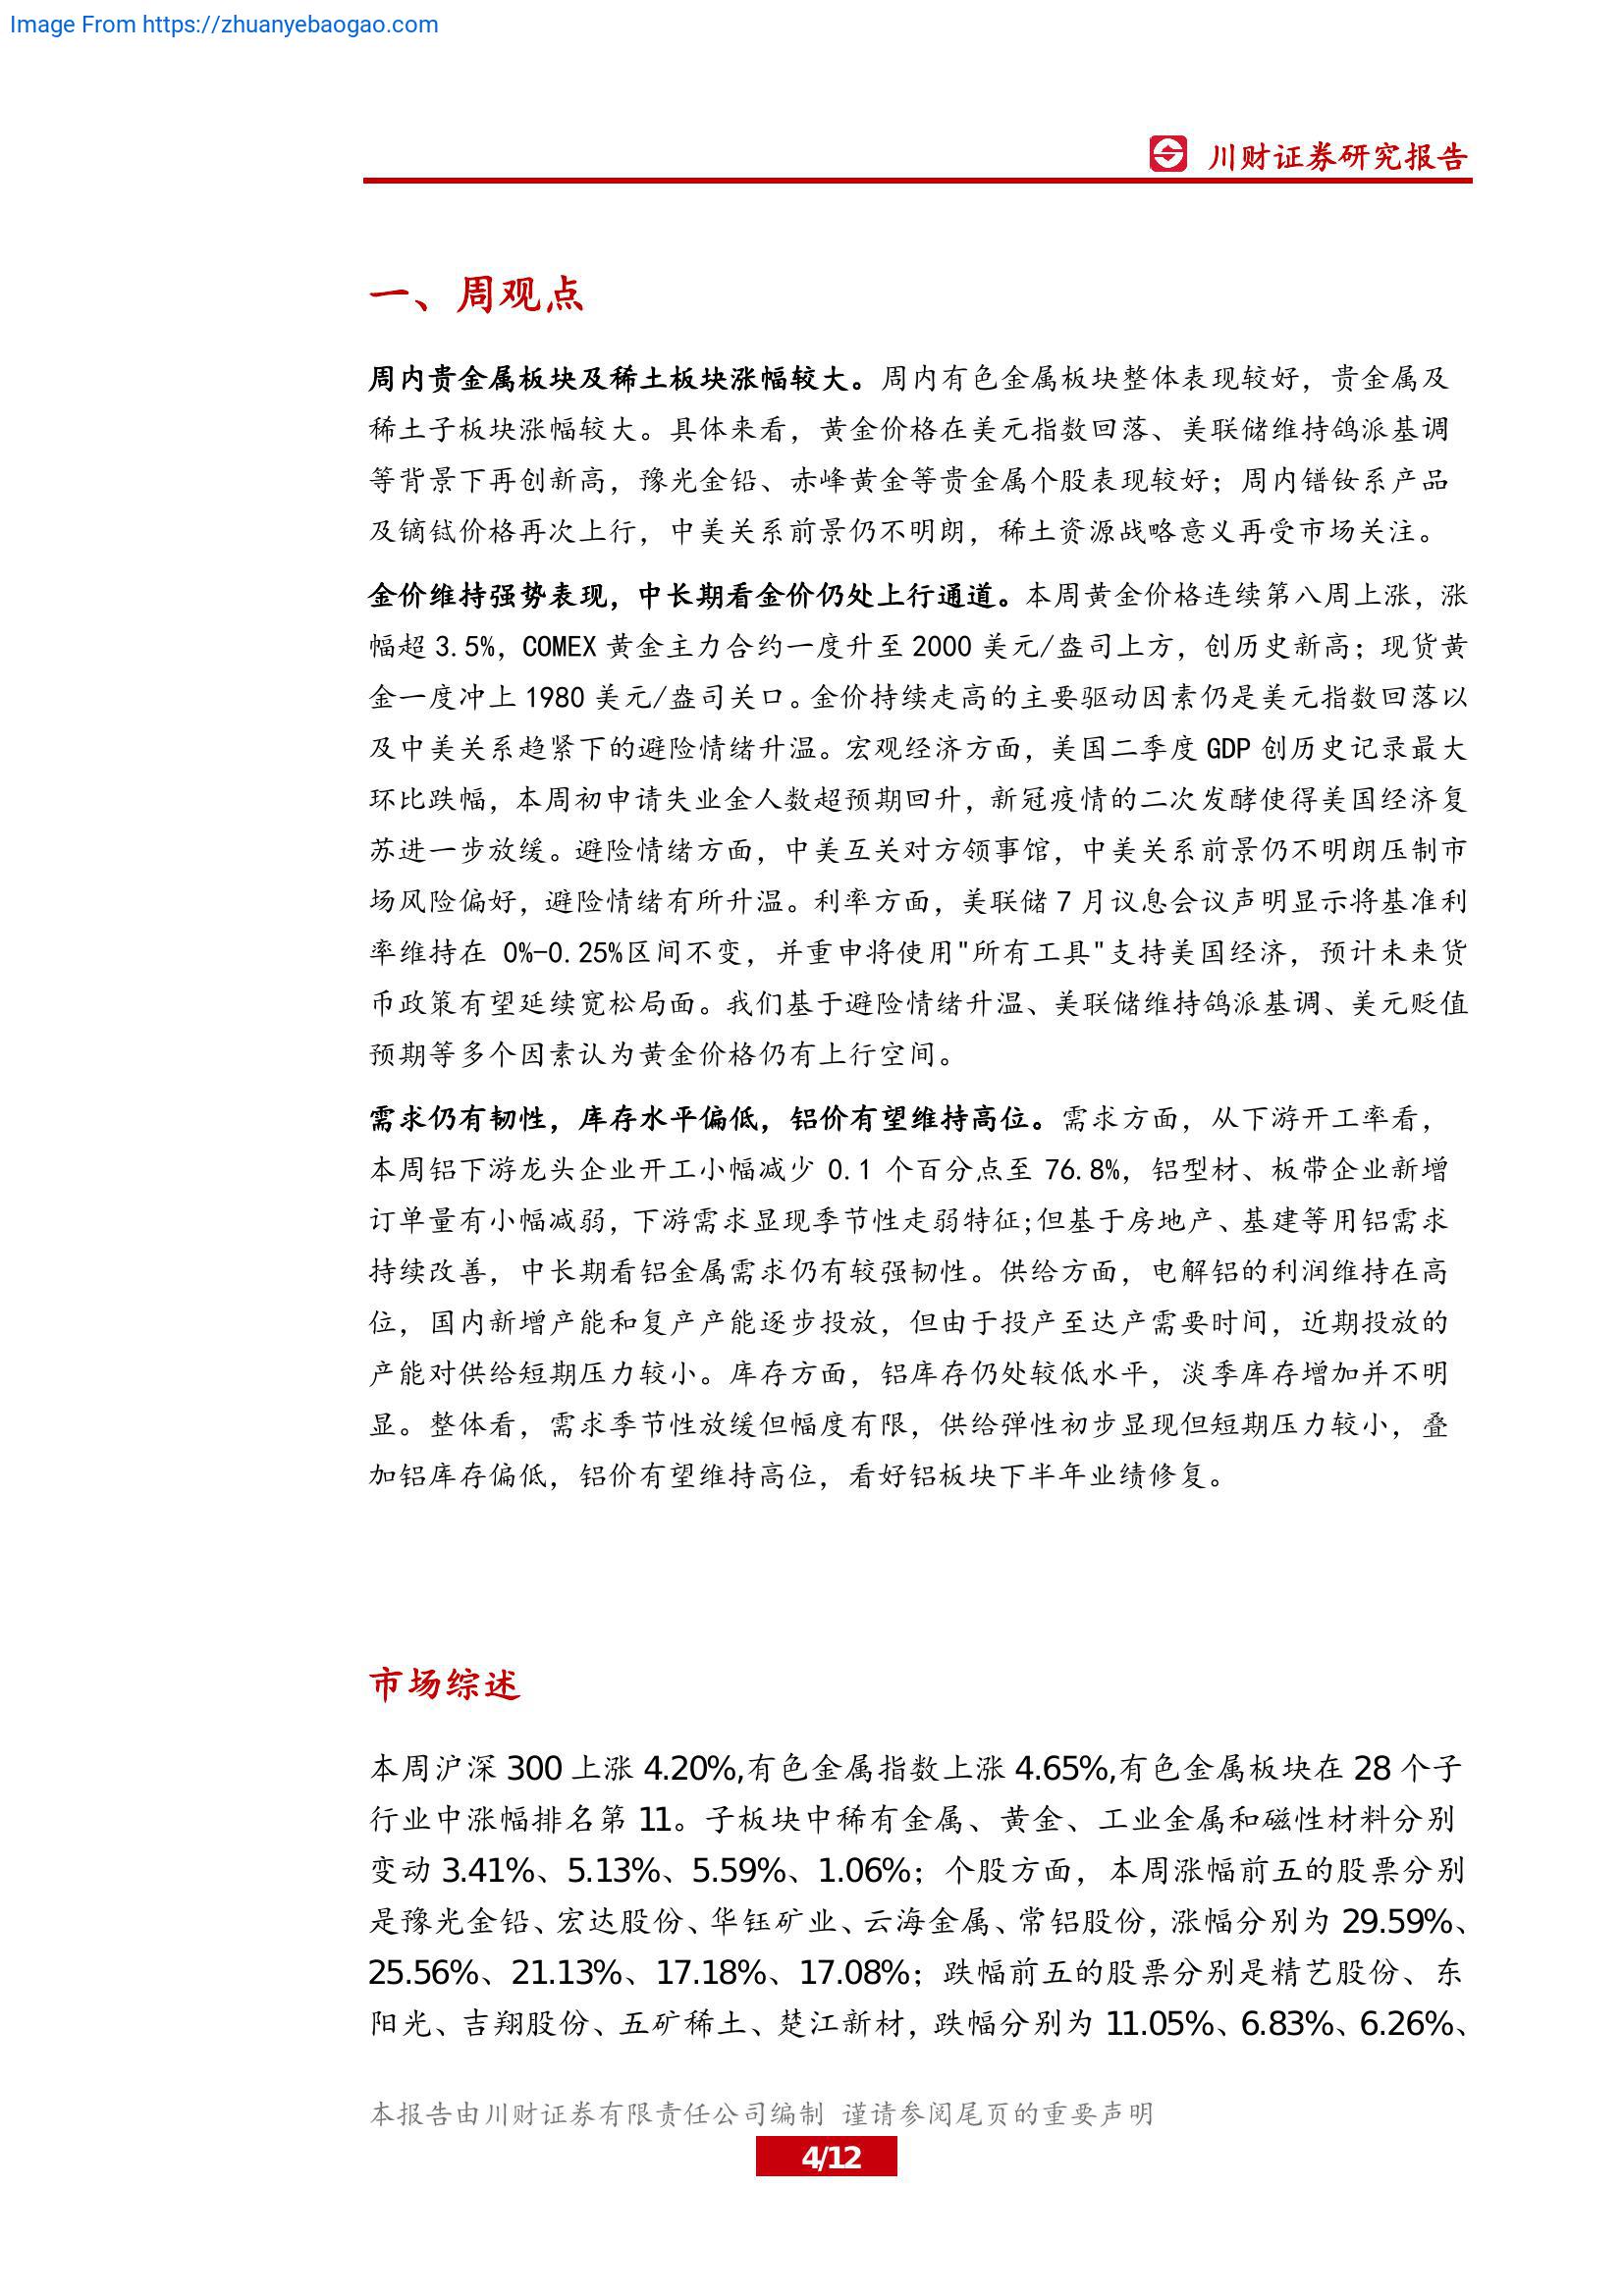 Image From https://zhuanyebaogao.com
川财证券研究报告
一、周观点
周内贵金属板块及稀土板块涨幅较大。周内有色金属板块整体表现较好，贵金属及
稀土子板块涨幅较大。具体来看，黄金价格在美元指数回落、美联储维持鸽派基调
等背景下再创新高，豫光金铅、赤峰黄金等贵金属个股表现较好；周内镨钕系产品
及镝铽价格再次上行，中美关系前景仍不明朗，稀土资源战略意义再受市场关注。
金价维持强势表现，中长期看金价仍处上行通道。本周黄金价格连续第八周上涨，涨
幅超 3.5%，COMEX 黄金主力合约一度升至 2000 美元/盎司上方，创历史新高；现货黄
金一度冲上 1980 美元/盎司关口。金价持续走高的主要驱动因素仍是美元指数回落以
及中美关系趋紧下的避险情绪升温。宏观经济方面，美国二季度 GDP 创历史记录最大
环比跌幅，本周初申请失业金人数超预期回升，新冠疫情的二次发酵使得美国经济复
苏进一步放缓。避险情绪方面，中美互关对方领事馆，中美关系前景仍不明朗压制市
场风险偏好，避险情绪有所升温。利率方面，美联储 7 月议息会议声明显示将基准利
率维持在 0%-0.25%区间不变，并重申将使用"所有工具"支持美国经济，预计未来货
币政策有望延续宽松局面。我们基于避险情绪升温、美联储维持鸽派基调、美元贬值
预期等多个因素认为黄金价格仍有上行空间。
需求仍有韧性，库存水平偏低，铝价有望维持高位。需求方面，从下游开工率看，
本周铝下游龙头企业开工小幅减少 0.1 个百分点至 76.8%，铝型材、板带企业新增
订单量有小幅减弱，下游需求显现季节性走弱特征;但基于房地产、基建等用铝需求
持续改善，中长期看铝金属需求仍有较强韧性。供给方面，电解铝的利润维持在高
位，国内新增产能和复产产能逐步投放，但由于投产至达产需要时间，近期投放的
产能对供给短期压力较小。库存方面，铝库存仍处较低水平，淡季库存增加并不明
显。整体看，需求季节性放缓但幅度有限，供给弹性初步显现但短期压力较小，叠
加铝库存偏低，铝价有望维持高位，看好铝板块下半年业绩修复。
市场综述
本周沪深 300 上涨 4.20%,有色金属指数上涨 4.65%,有色金属板块在 28 个子
行业中涨幅排名第 11。子板块中稀有金属、黄金、工业金属和磁性材料分别
变动 3.41%、5.13%、5.59%、1.06%；个股方面，本周涨幅前五的股票分别
是豫光金铅、宏达股份、华钰矿业、云海金属、常铝股份，涨幅分别为 29.59%、
25.56%、21.13%、17.18%、17.08%；跌幅前五的股票分别是精艺股份、东
阳光、吉翔股份、五矿稀土、楚江新材，跌幅分别为 11.05%、6.83%、6.26%、
本报告由川财证券有限责任公司编制 谨请参阅尾页的重要声明
4/12